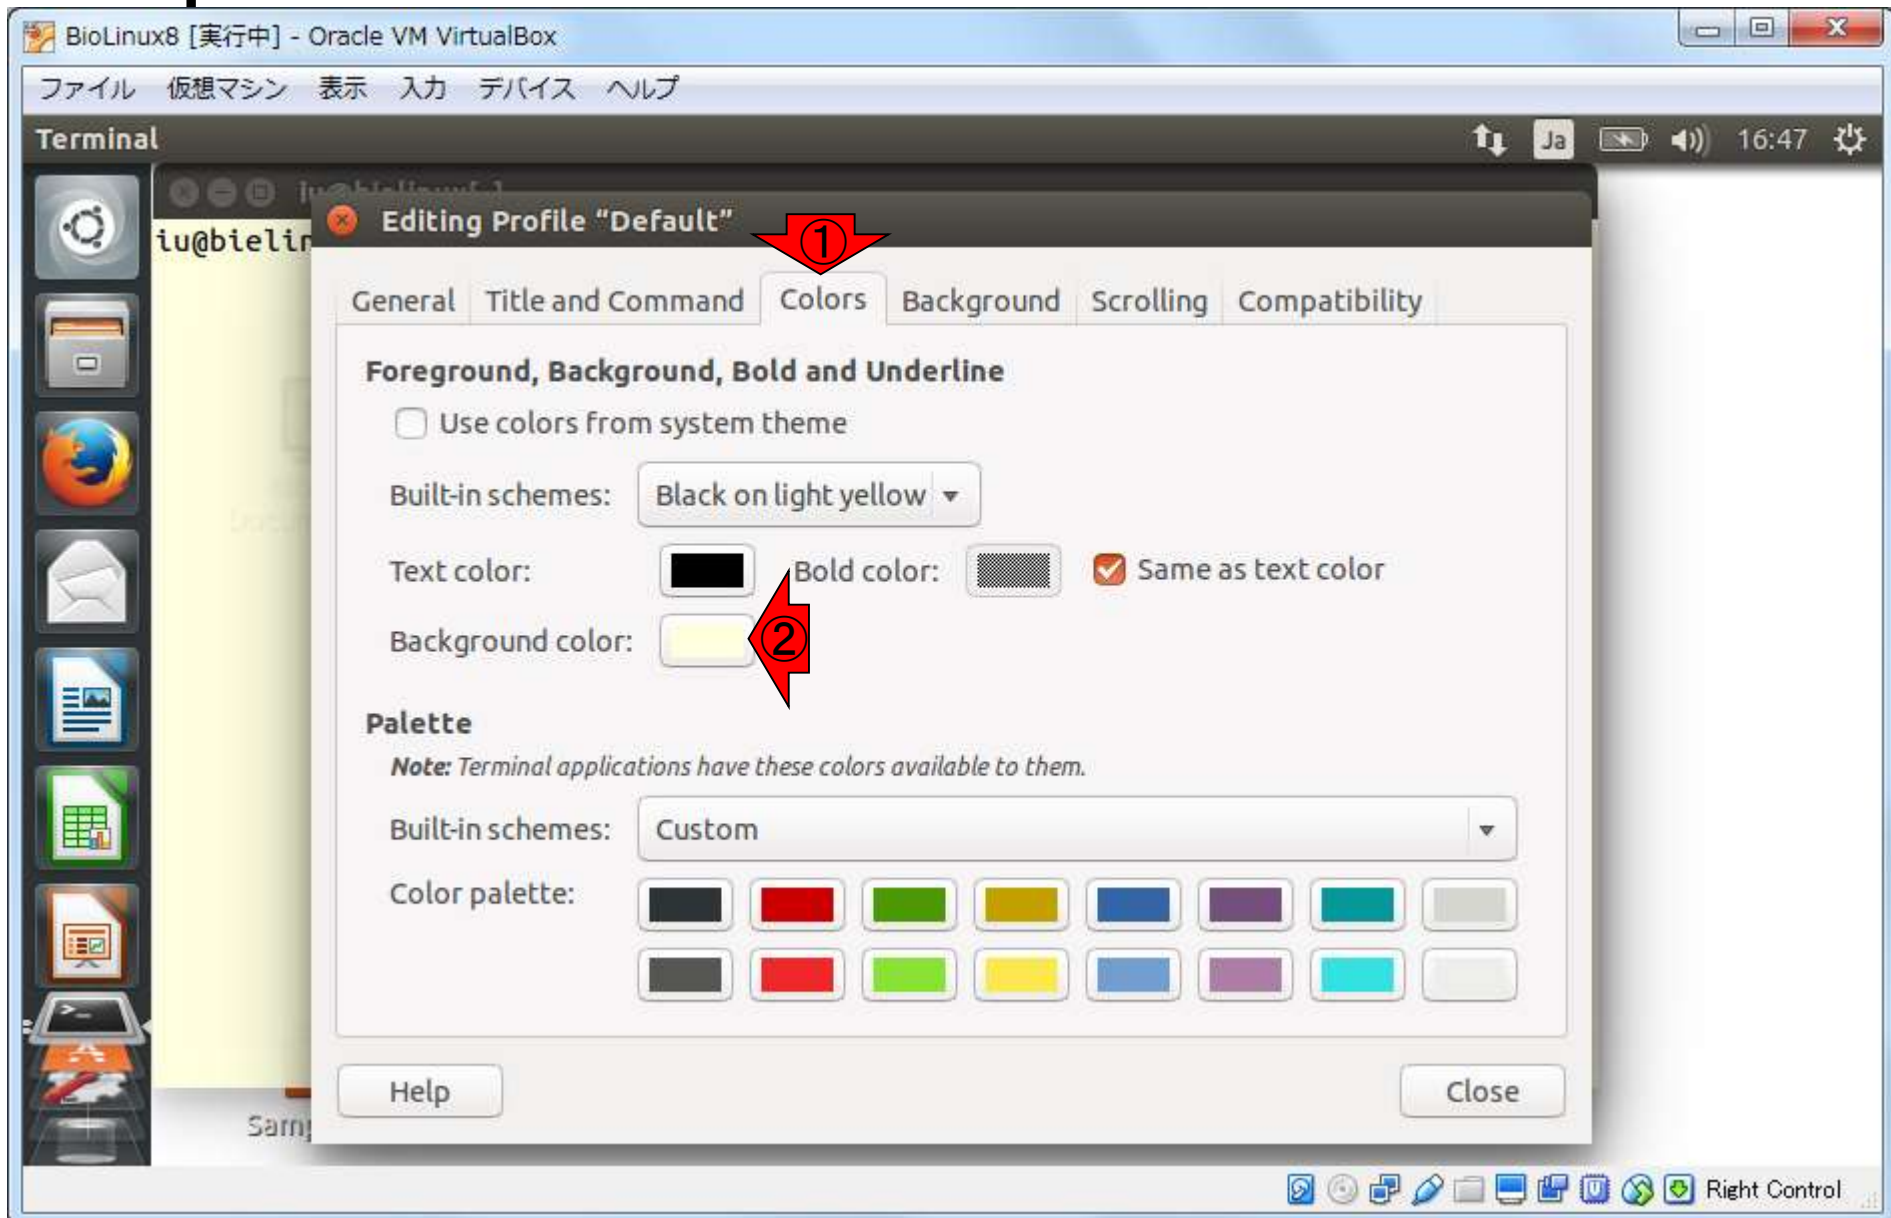 BioLinux8 [実行中] - Oracle VM VirtualBox
ファイル 仮想マシン 表示 入力 デバイス ヘルプ
Terminal Ja 16:47
iu@bielin
Editing Profile “Default”
①
General Title and Command Colors Background Scrolling Compatibility
Foreground, Background, Bold and Underline
Use colors from system theme
Built-in schemes: Black on light yellow
Text color: Bold color: Same as text color
Background color: ②
Palette
Note: Terminal applications have these colors available to them.
Built-in schemes: Custom
Color palette:
Help Close
Sam
Right Control